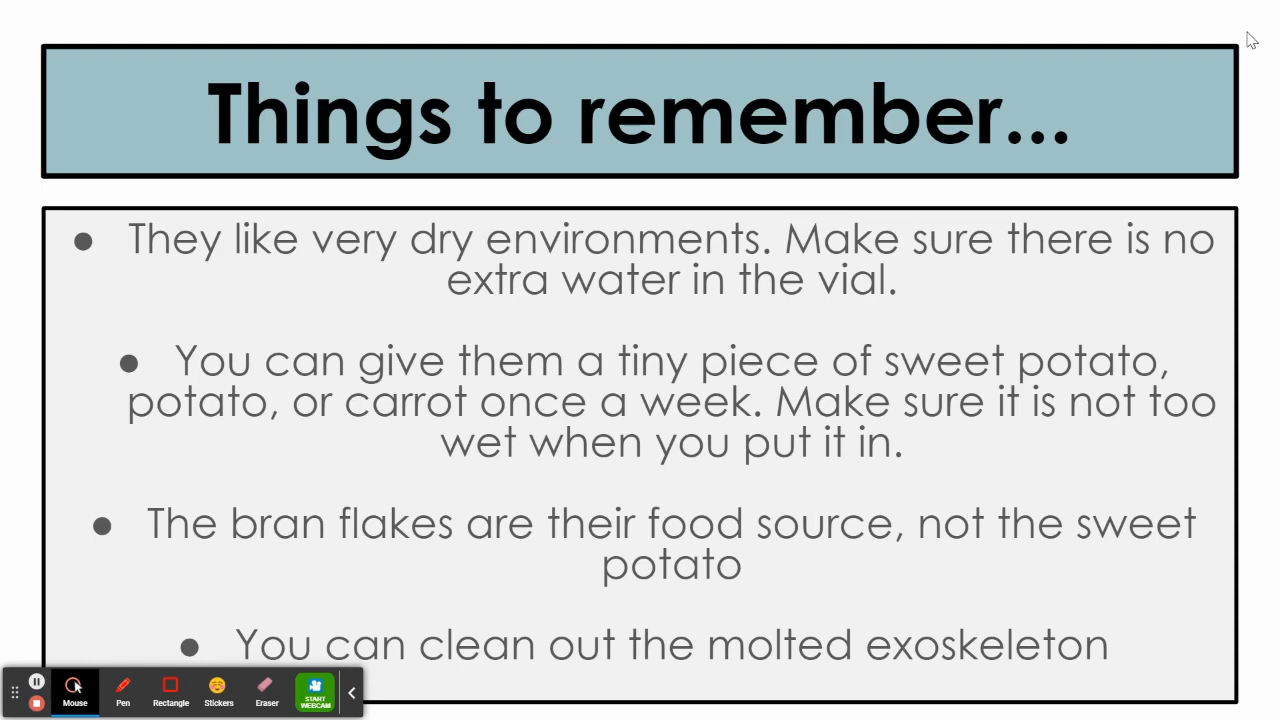 Things to remember...
● They like very dry environments. Make sure there is no
extra water in the vial.
● You can give them a tiny piece of sweet potato,
potato, or carrot once a week. Make sure it is not too
wet when you put it in.
● The bran flakes are their food source, not the sweet
potato
● You can clean out the molted exoskeleton
Mouse Pen Rectangle Stickers Eraser START
WEBCAM